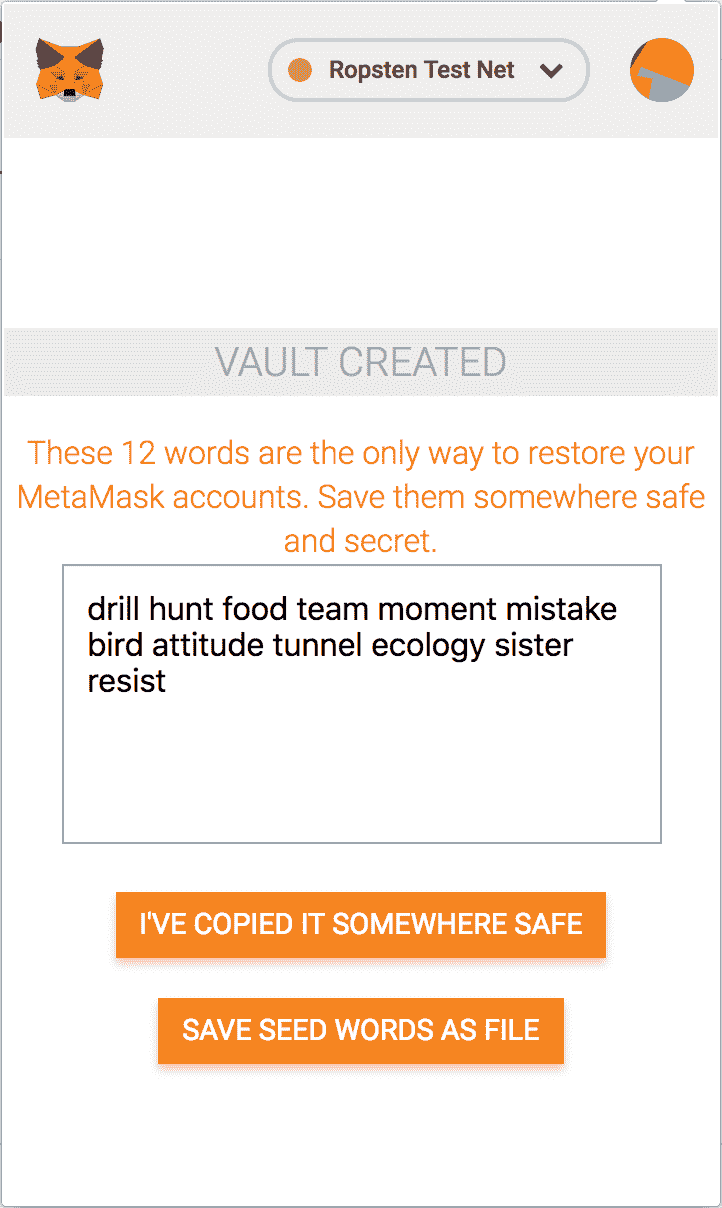 Ropsten Test Net
VAULT CREATED
These 12 words are the only way to restore your
MetaMask accounts. Save them somewhere safe
and secret.
drill hunt food team moment mistake
bird attitude tunnel ecology sister
resist
I'VE COPIED IT SOMEWHERE SAFE
SAVE SEED WORDS AS FILE